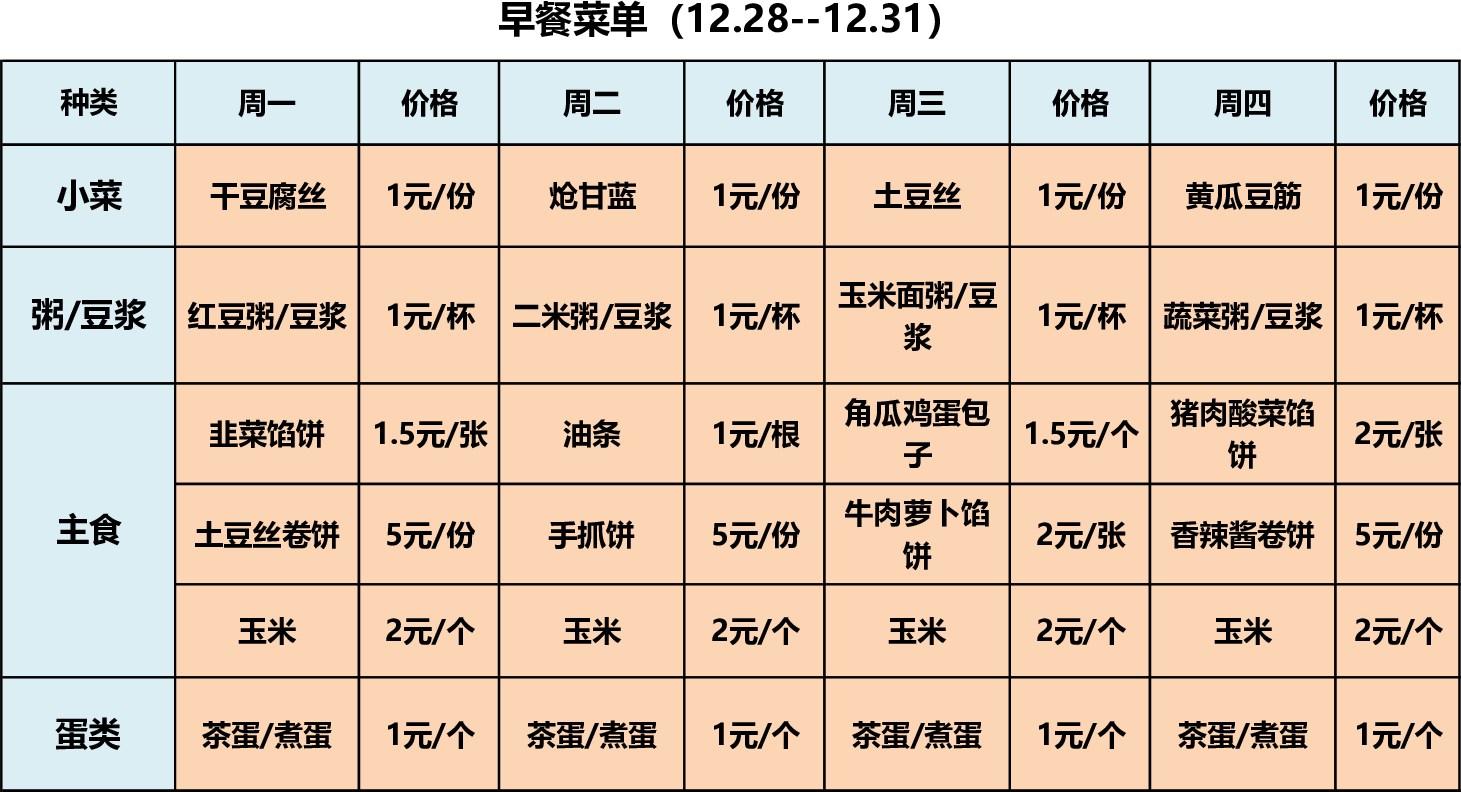 早餐菜单（12.28--12.31）
种类 周一 价格 周二 价格 周三 价格 周四 价格
小菜 干豆腐丝 1元/份 炝甘蓝 1元/份 土豆丝 1元/份 黄瓜豆筋 1元/份
粥/豆浆 红豆粥/豆浆 1元/杯 二米粥/豆浆 1元/杯 玉米面粥/豆 1元/杯 蔬菜粥/豆浆 1元/杯
浆
主食 韭菜馅饼 1.5元/张 油条 1元/根 角瓜鸡蛋包 1.5元/个 猪肉酸菜馅 2元/张
子 饼
土豆丝卷饼 5元/份 手抓饼 5元/份 牛肉萝卜馅 2元/张 香辣酱卷饼 5元/份
饼
玉米 2元/个 玉米 2元/个 玉米 2元/个 玉米 2元/个
蛋类 茶蛋/煮蛋 1元/个 茶蛋/煮蛋 1元/个 茶蛋/煮蛋 1元/个 茶蛋/煮蛋 1元/个